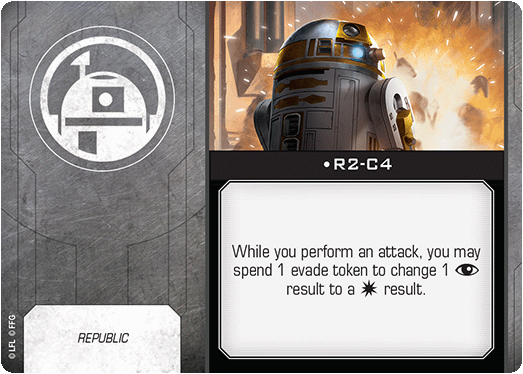 •R2-C4
While you perform an attack, you may
spend 1 evade token to change 1
result to a result.
REPUBLIC
© LFL © FFG